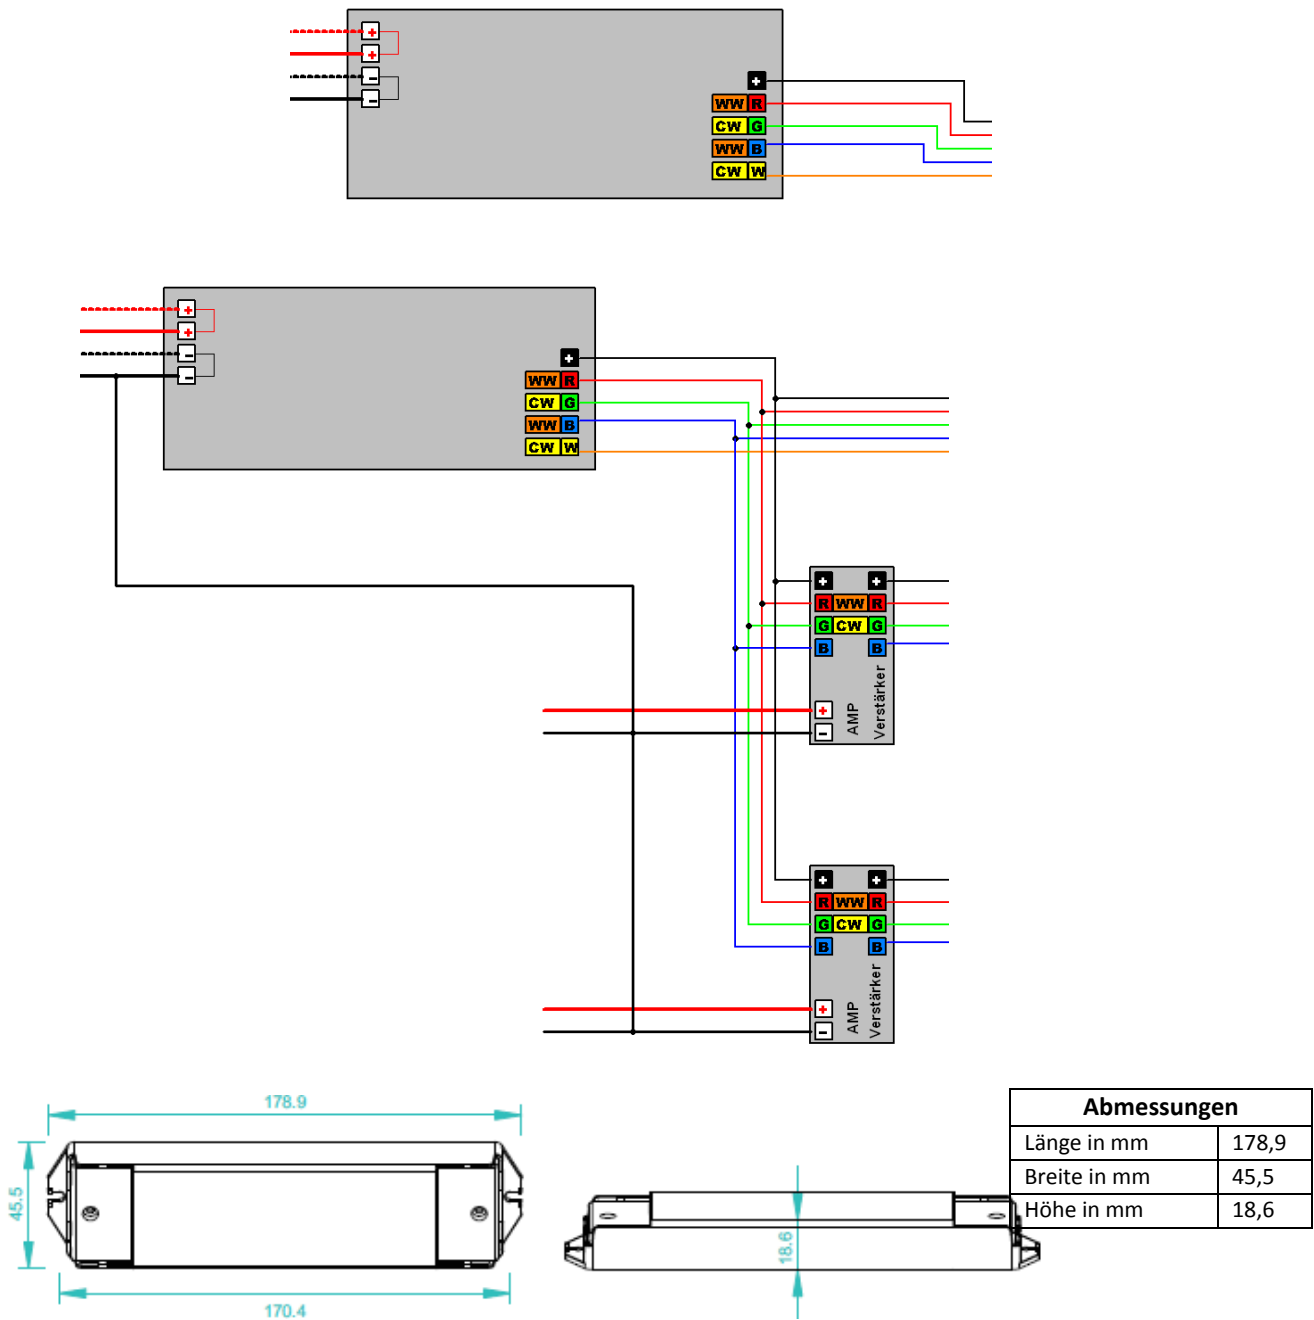 +
+
-
-
+
WW R
CW G
WW B
CW W
+
+
-
-
+
WW R
CW G
WW B
CW W
+ +
R WW R
G CW G
B B
+
-
AMP
Verstärker
+ +
R WW R
G CW G
B B
+
-
AMP
Verstärker
178.9
45.5
170.4
18.6
Abmessungen
Länge in mm 178,9
Breite in mm 45,5
Höhe in mm 18,6